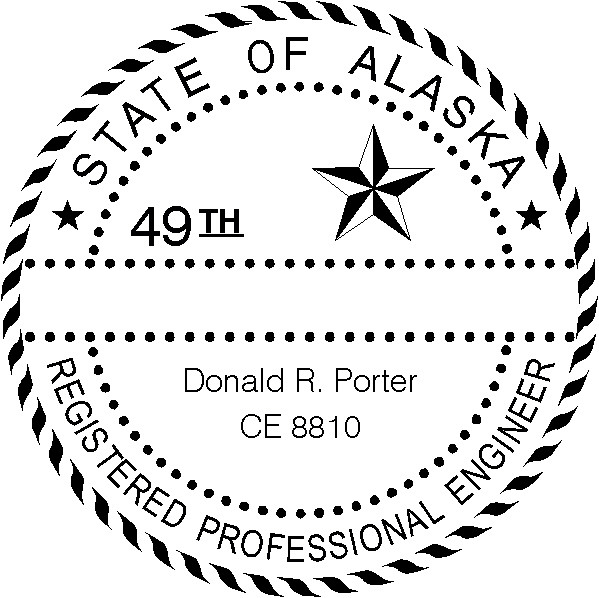 STATE OF ALASKA
49TH
Donald R. Porter
CE 8810
REGISTERED PROFESSIONAL ENGINEER